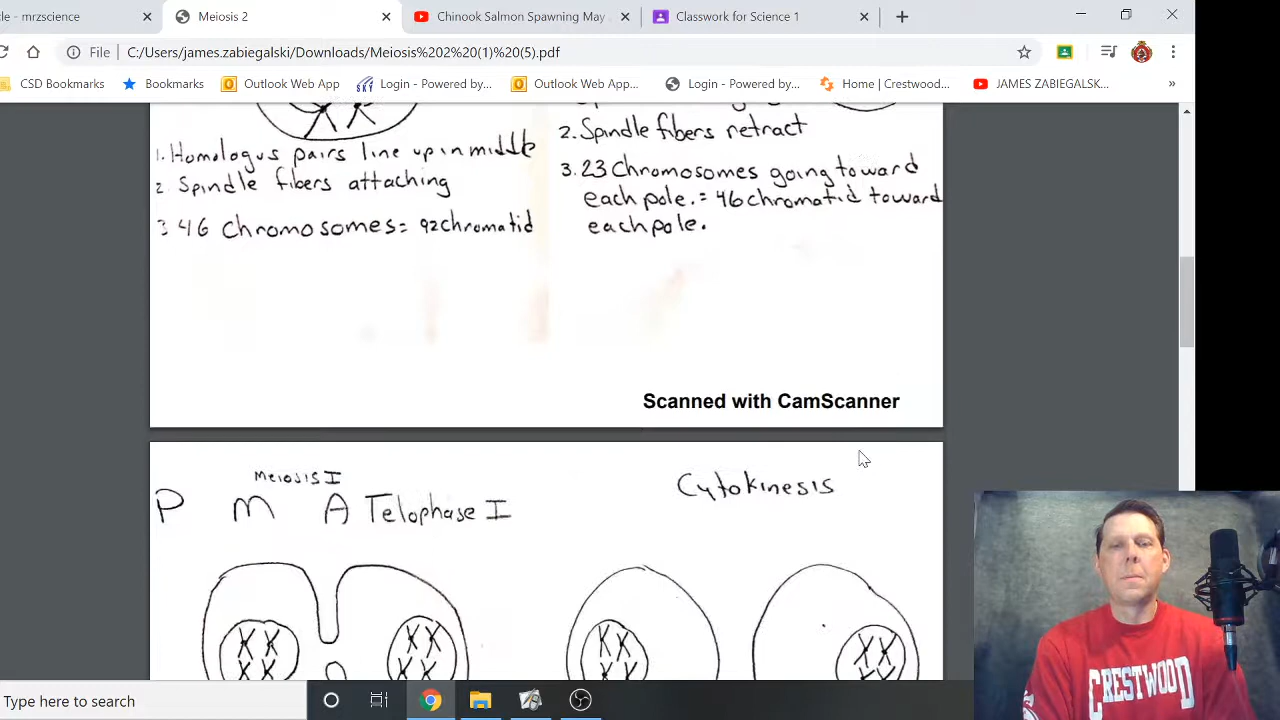 le - mrzscience
Meiosis 2
Chinook Salmon Spawning May
Classwork for Science 1
File
C:/Users/james.zabiegalski/Downloads/Meiosis%202%20(1)%20(5).pdf
CSD Bookmarks
Bookmarks
Outlook Web App
Login - Powered by...
Outlook Web App...
Login - Powered by...
Home | Crestwood...
JAMES ZABIEGALSK...
»
1. Homologus pairs line up in middle
2. Spindle fibers attaching
3 46 Chromosomes= 92chromatid
2. Spindle fibers retract
3. 23 Chromosomes going toward
each pole. = 46 chromatid toward
each pole.
Scanned with CamScanner
Meiosis I
P M A Telophase I
Cytokinesis
CRESTWOOD
Type here to search